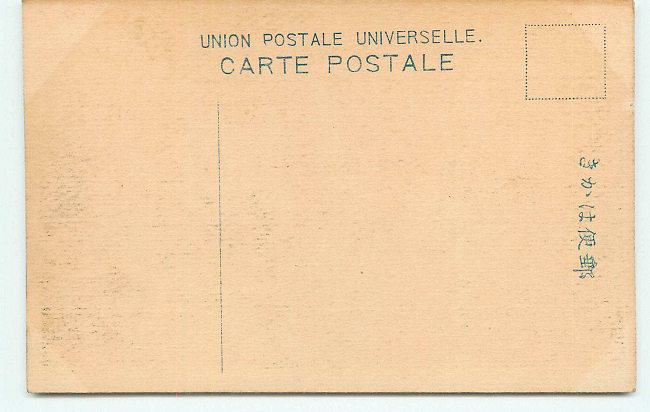 UNION POSTALE UNIVERSELLE.
CARTE POSTALE
郵便はかき